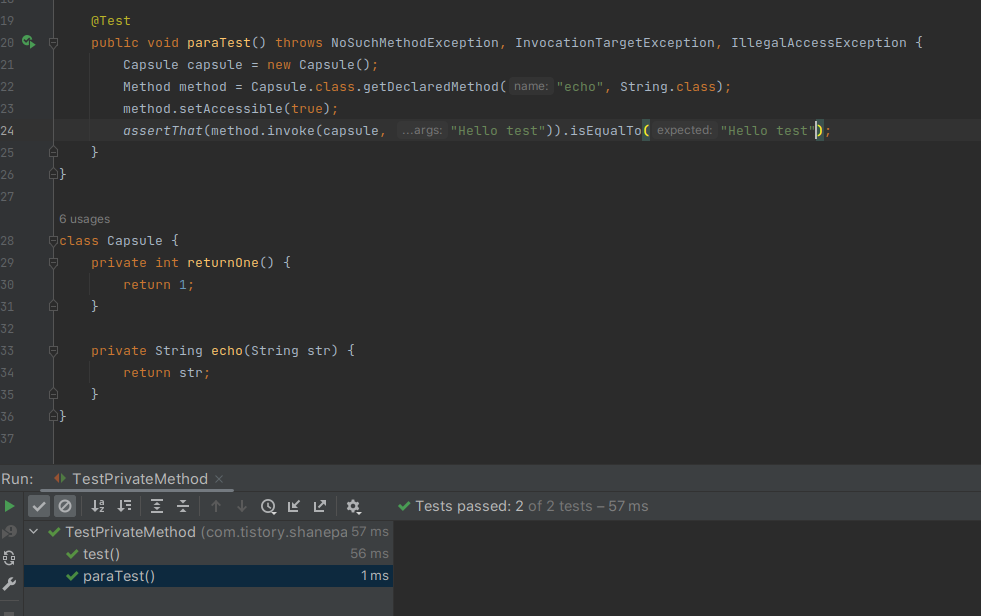 19 @Test
20 public void paraTest() throws NoSuchMethodException, InvocationTargetException, IllegalAccessException {
21 Capsule capsule = new Capsule();
22 Method method = Capsule.class.getDeclaredMethod( name: "echo", String.class);
23 method.setAccessible(true);
24 assertThat(method.invoke(capsule, ...args: "Hello test")).isEqualTo( expected: "Hello test");
25 }
26 }
27
6 usages
28 class Capsule {
29 private int returnOne() {
30 return 1;
31 }
32
33 private String echo(String str) {
34 return str;
35 }
36 }
37
Run: TestPrivateMethod ×
Tests passed: 2 of 2 tests – 57 ms
TestPrivateMethod (com.tistory.shanepa 57 ms
test() 56 ms
paraTest() 1 ms